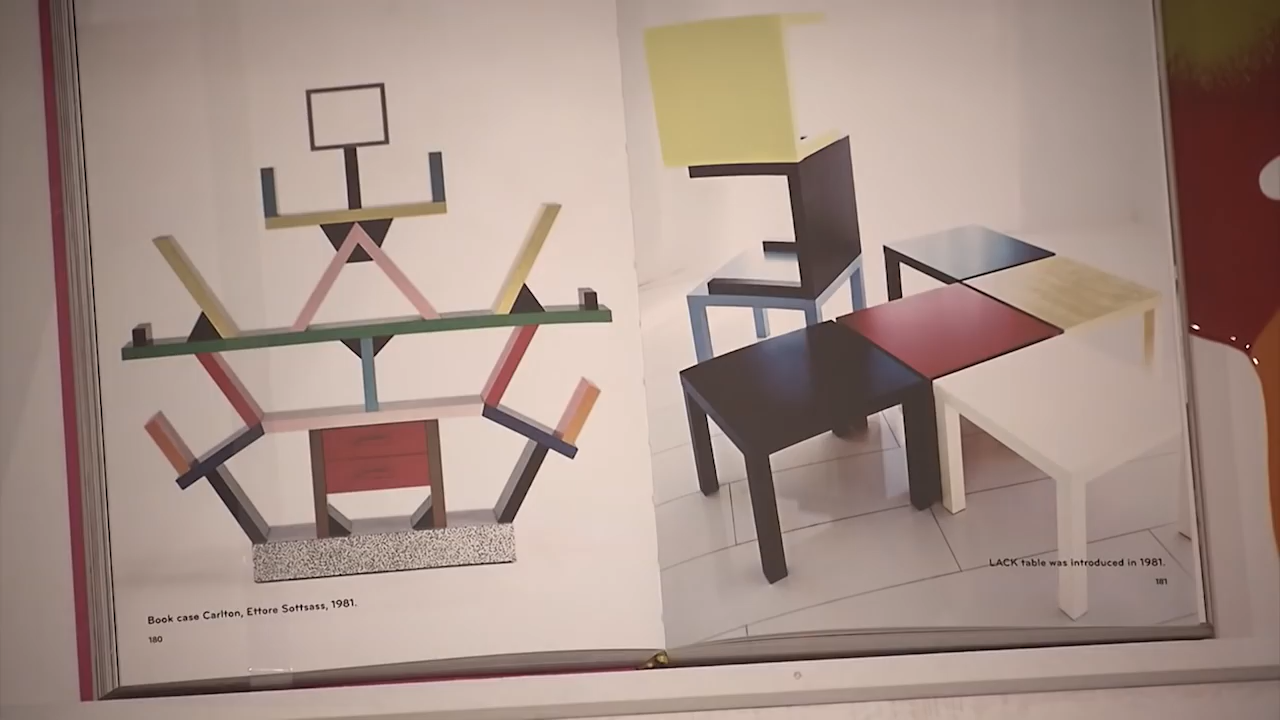 Book case Carlton, Ettore Sottsass, 1981.
180
LACK table was introduced in 1981.
181